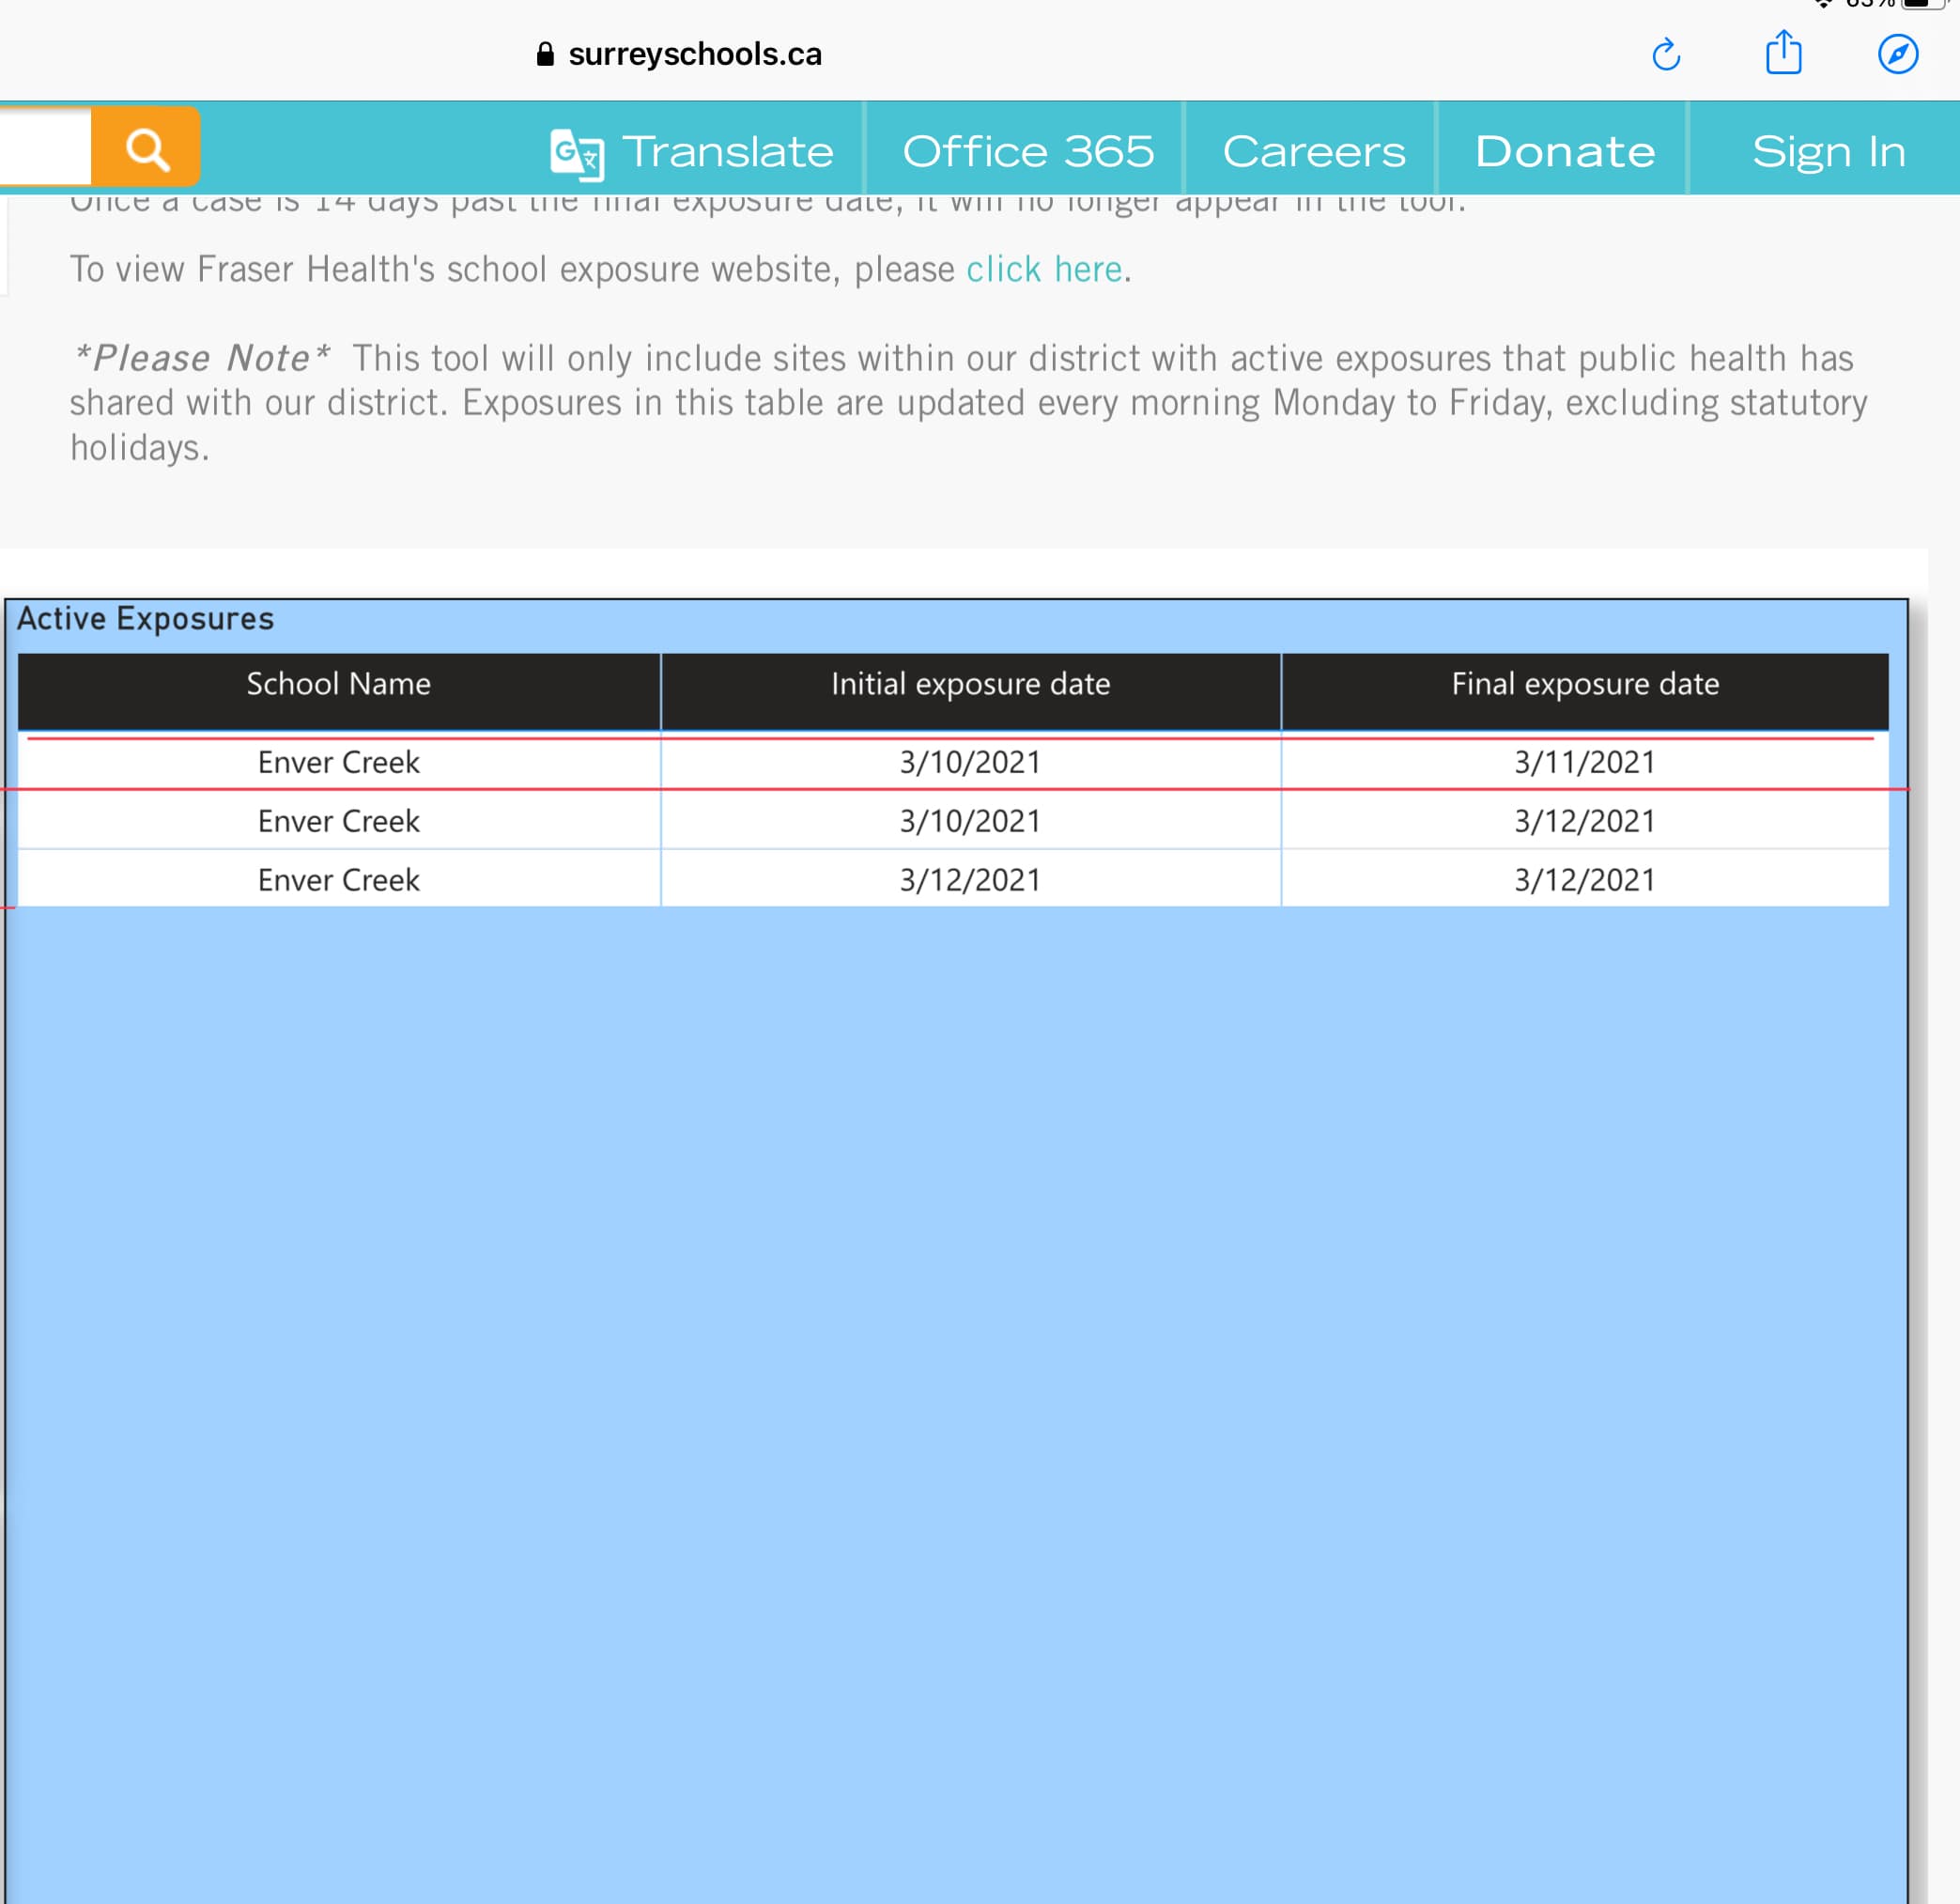 63%
surreyschools.ca
Translate Office 365 Careers Donate Sign In
Once a case is 14 days past the final exposure date, it will no longer appear in the tool.
To view Fraser Health's school exposure website, please click here.
*Please Note* This tool will only include sites within our district with active exposures that public health has
shared with our district. Exposures in this table are updated every morning Monday to Friday, excluding statutory
holidays.
Active Exposures
School Name Initial exposure date Final exposure date
Enver Creek 3/10/2021 3/11/2021
Enver Creek 3/10/2021 3/12/2021
Enver Creek 3/12/2021 3/12/2021